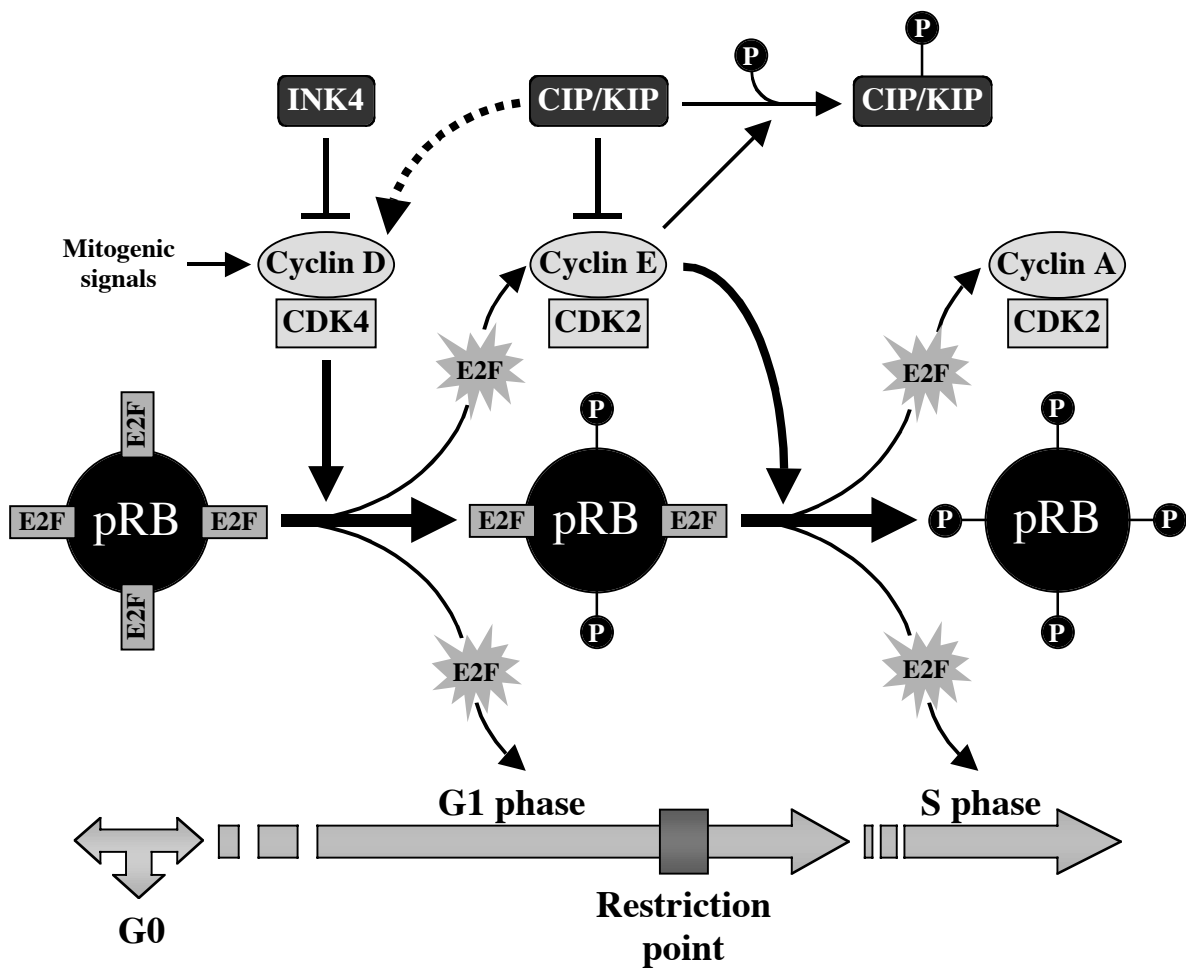 P
P
INK4
CIP/KIP
CIP/KIP
Mitogenic
signals
Cyclin D
CDK4
Cyclin E
CDK2
Cyclin A
CDK2
E2F
E2F
E2F
E2F
pRB
E2F
E2F
P
E2F
pRB
E2F
P
P
P
pRB
P
P
E2F
E2F
G1 phase
S phase
G0
Restriction
point